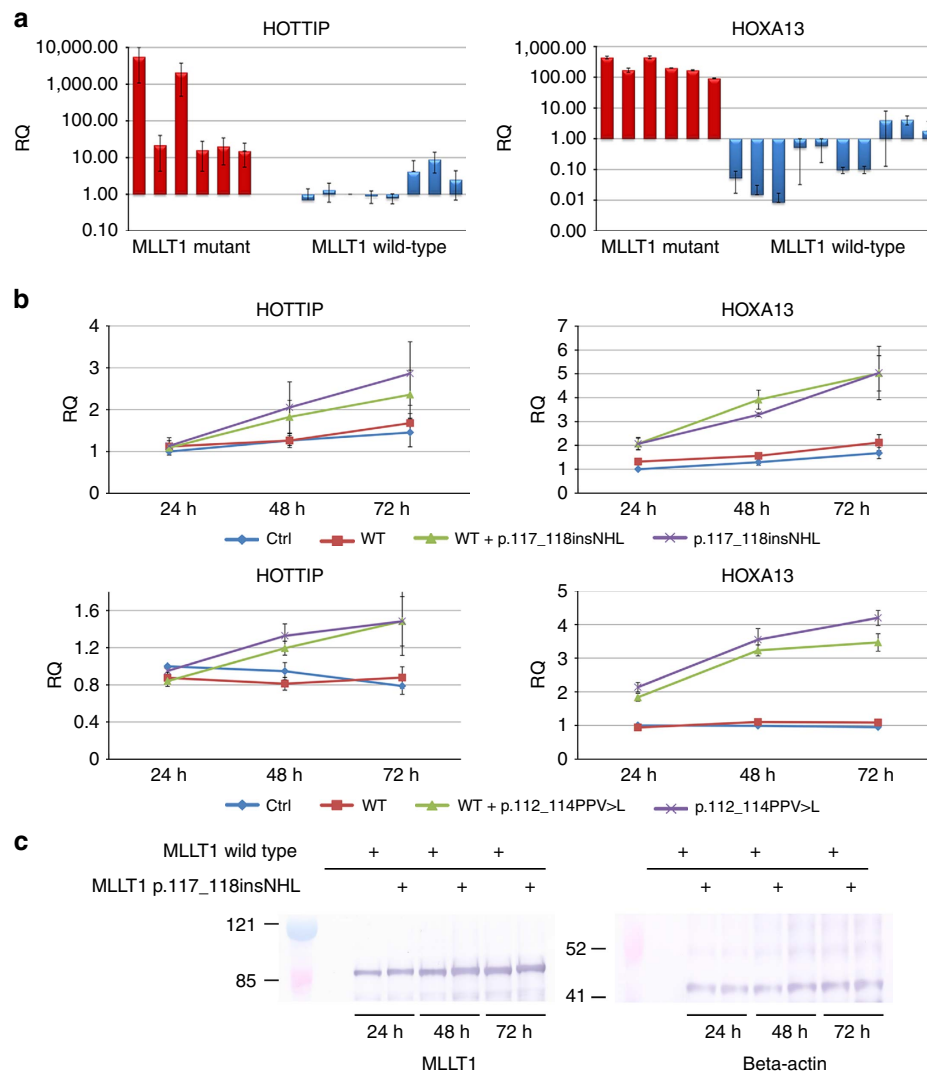 a
HOTTIP
HOXA13
10,000.00
1,000.00
100.00
10.00
1.00
0.10
RQ
MLLT1 mutant
MLLT1 wild-type
1,000.00
100.00
10.00
1.00
0.10
0.01
0.00
RQ
MLLT1 mutant
MLLT1 wild-type
b
HOTTIP
4
3
2
1
0
RQ
24 h
48 h
72 h
HOXA13
7
6
5
4
3
2
1
0
RQ
24 h
48 h
72 h
Ctrl
WT
WT + p.117_118insNHL
p.117_118insNHL
HOTTIP
1.6
1.2
0.8
0.4
0
RQ
24 h
48 h
72 h
HOXA13
5
4
3
2
1
0
RQ
24 h
48 h
72 h
Ctrl
WT
WT + p.112_114PPV>L
p.112_114PPV>L
c
MLLT1 wild type + + + + + +
MLLT1 p.117_118insNHL + + + + + +
121
85
52
41
24 h 48 h 72 h
MLLT1
24 h 48 h 72 h
Beta-actin